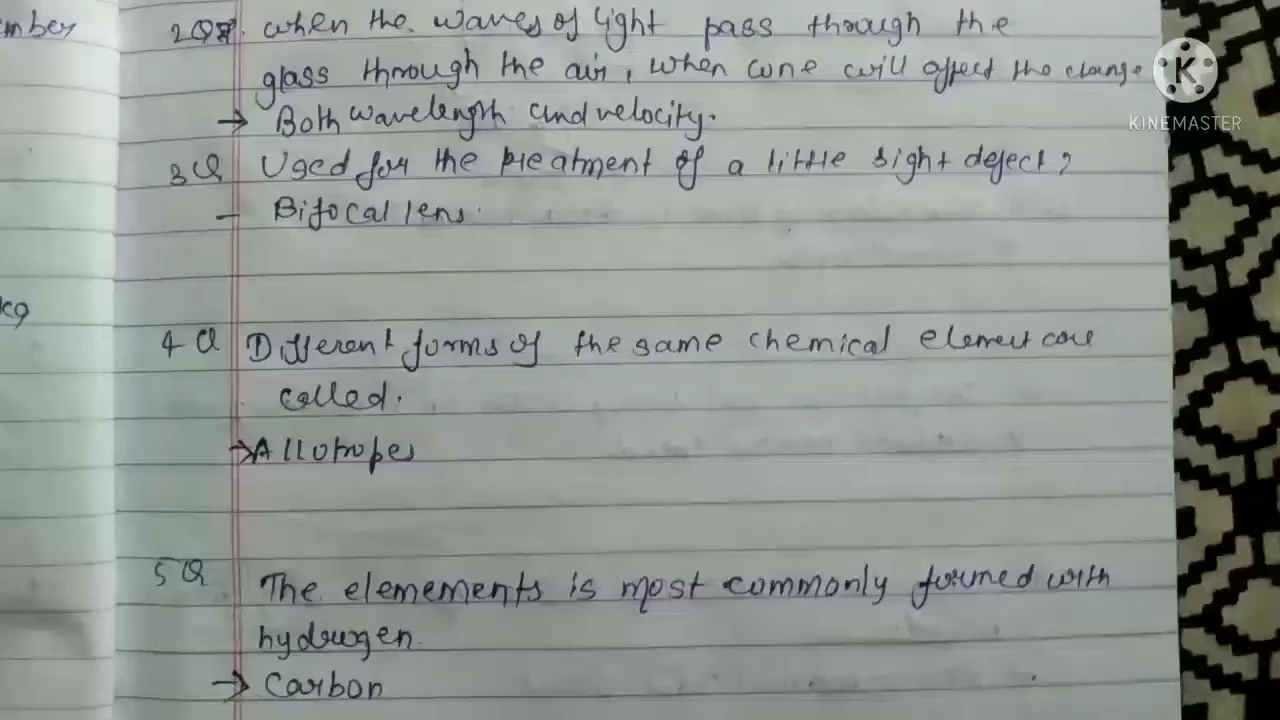 mber
2Q. when the waves of light pass through the
glass through the air, when wne will affect the change
→ Both wavelength and velocity.
3Q Used for the treatment of a little sight defect?
- Bifocal lens.
kg
4Q Different forms of the same chemical element are
called.
→ Allotropes
5Q The elemements is most commonly formed with
hydrogen.
→ Carbon
KINEMASTER